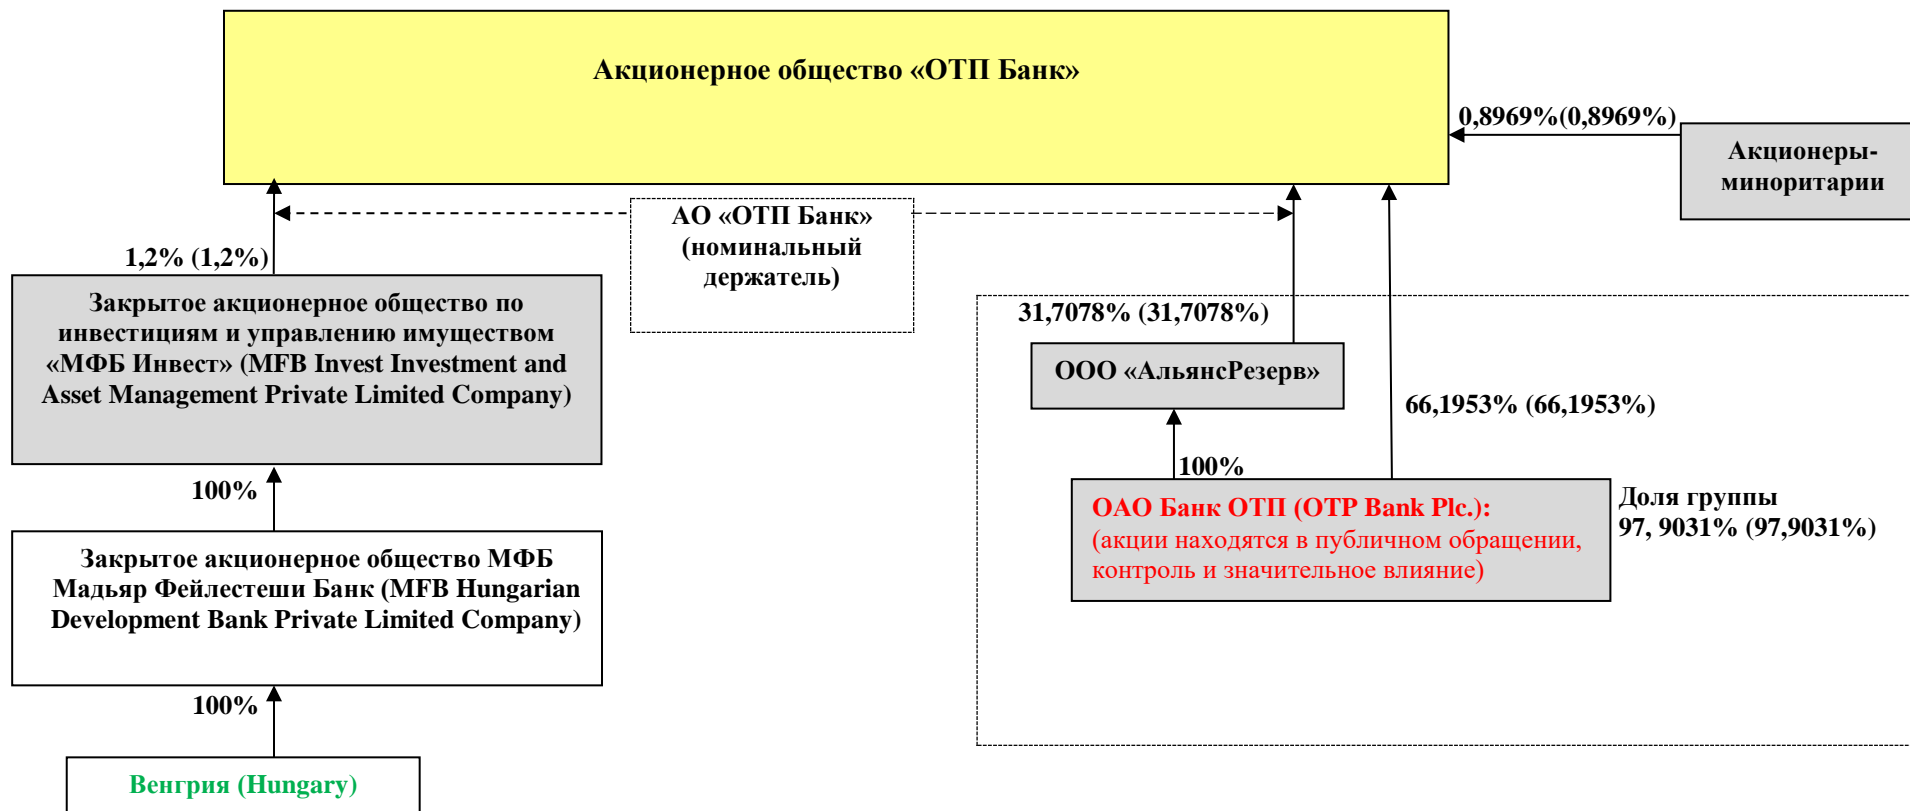 Акционерное общество «ОТП Банк»
0,8969%(0,8969%)
Акционеры-
миноритарии
АО «ОТП Банк»
(номинальный
держатель)
1,2% (1,2%)
Закрытое акционерное общество по
инвестициям и управлению имуществом
«МФБ Инвест» (MFB Invest Investment and
Asset Management Private Limited Company)
31,7078% (31,7078%)
ООО «АльянсРезерв»
66,1953% (66,1953%)
100%
ОАО Банк ОТП (OTP Bank Plc.):
(акции находятся в публичном обращении,
контроль и значительное влияние)
Доля группы
97, 9031% (97,9031%)
100%
Закрытое акционерное общество МФБ
Мадьяр Фейлестеши Банк (MFB Hungarian
Development Bank Private Limited Company)
100%
Венгрия (Hungary)